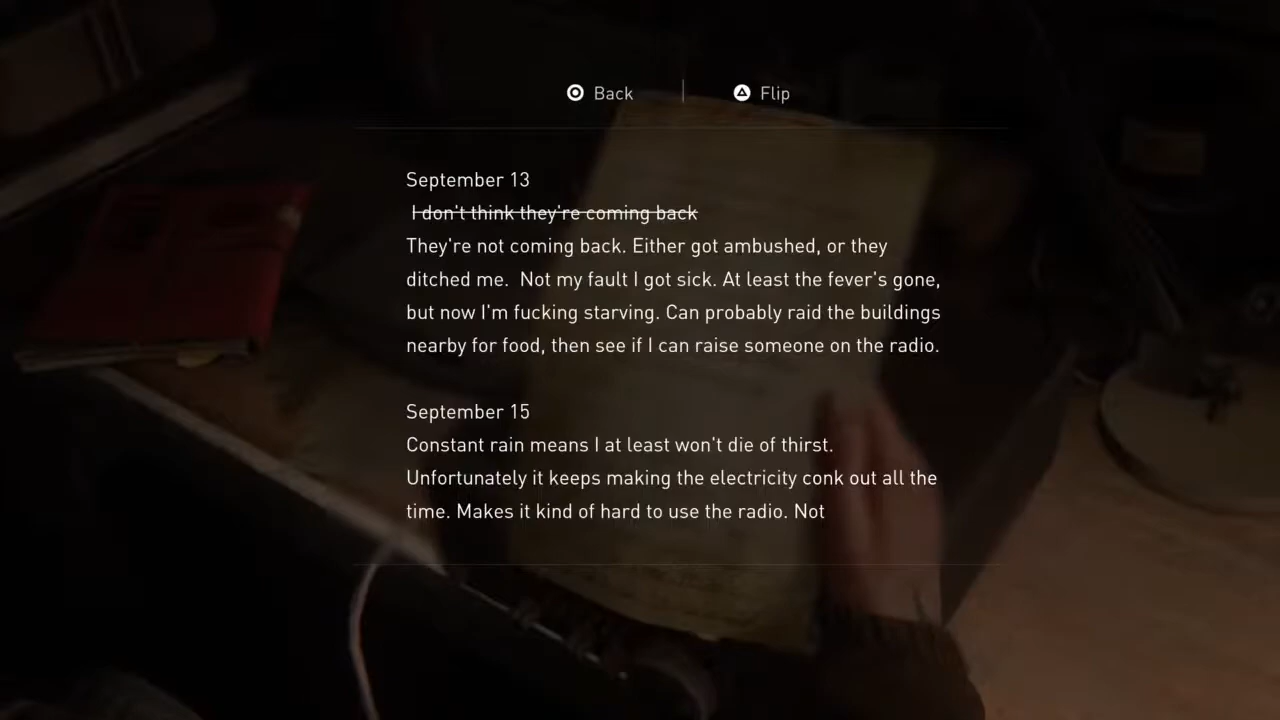 Back
Flip
September 13
I don't think they're coming back
They're not coming back. Either got ambushed, or they
ditched me.  Not my fault I got sick. At least the fever's gone,
but now I'm fucking starving. Can probably raid the buildings
nearby for food, then see if I can raise someone on the radio.
September 15
Constant rain means I at least won't die of thirst.
Unfortunately it keeps making the electricity conk out all the
time. Makes it kind of hard to use the radio. Not